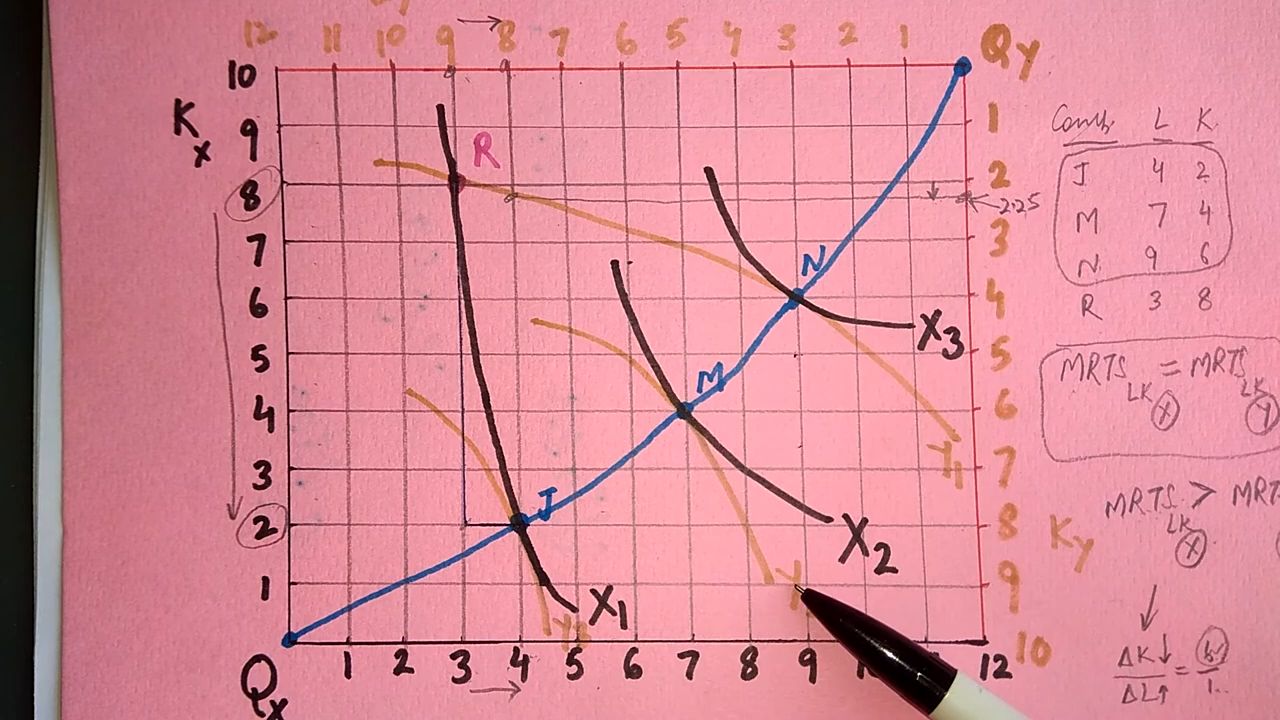 12 11 10 9 → 8 7 6 5 4 3 2 1 QY
10
Kx
9
8
7
6
5
4
3
2
1
Qx 1 2 3 4 5 6 7 8 9 12
→
1
2
2.25
3
4
5
6
7
8
9
10
Ky
R
N
M
J
X3
X2
X1
Y1
Y3
Comb. L K
J 4 2
M 7 4
N 9 6
R 3 8
MRTS LK X = MRTS LK Y
MRTS LK X > MRT
↓
ΔK↓
ΔL↑ =